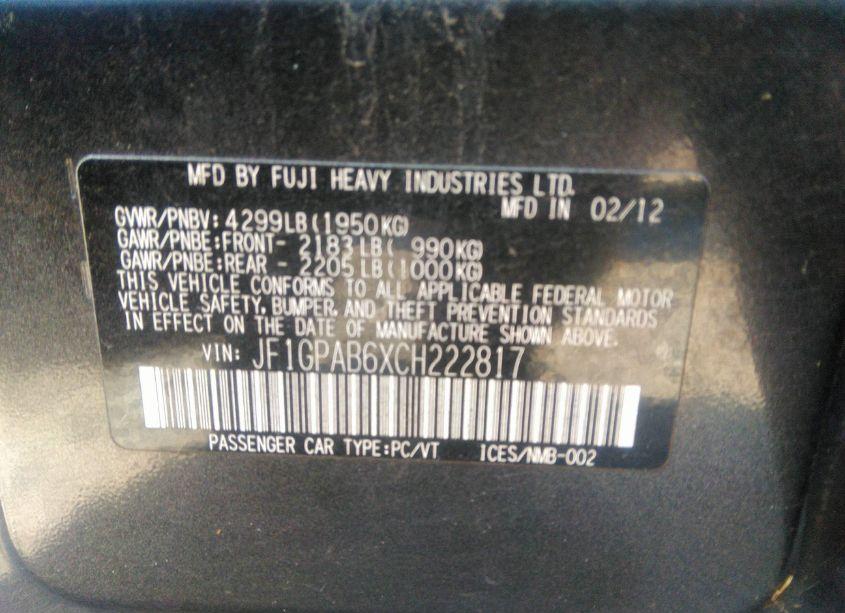 MFD BY FUJI HEAVY INDUSTRIES LTD.
MFD IN 02/12
GVWR/PNBV: 4299LB(1950KG)
GAWR/PNBE:FRONT- 2183LB( 990KG)
GAWR/PNBE:REAR - 2205LB(1000KG)
THIS VEHICLE CONFORMS TO ALL APPLICABLE FEDERAL MOTOR
VEHICLE SAFETY, BUMPER, AND THEFT PREVENTION STANDARDS
IN EFFECT ON THE DATE OF MANUFACTURE SHOWN ABOVE.
VIN: JF1GPAB6XCH222817
PASSENGER CAR TYPE:PC/VT ICES/NMB-002